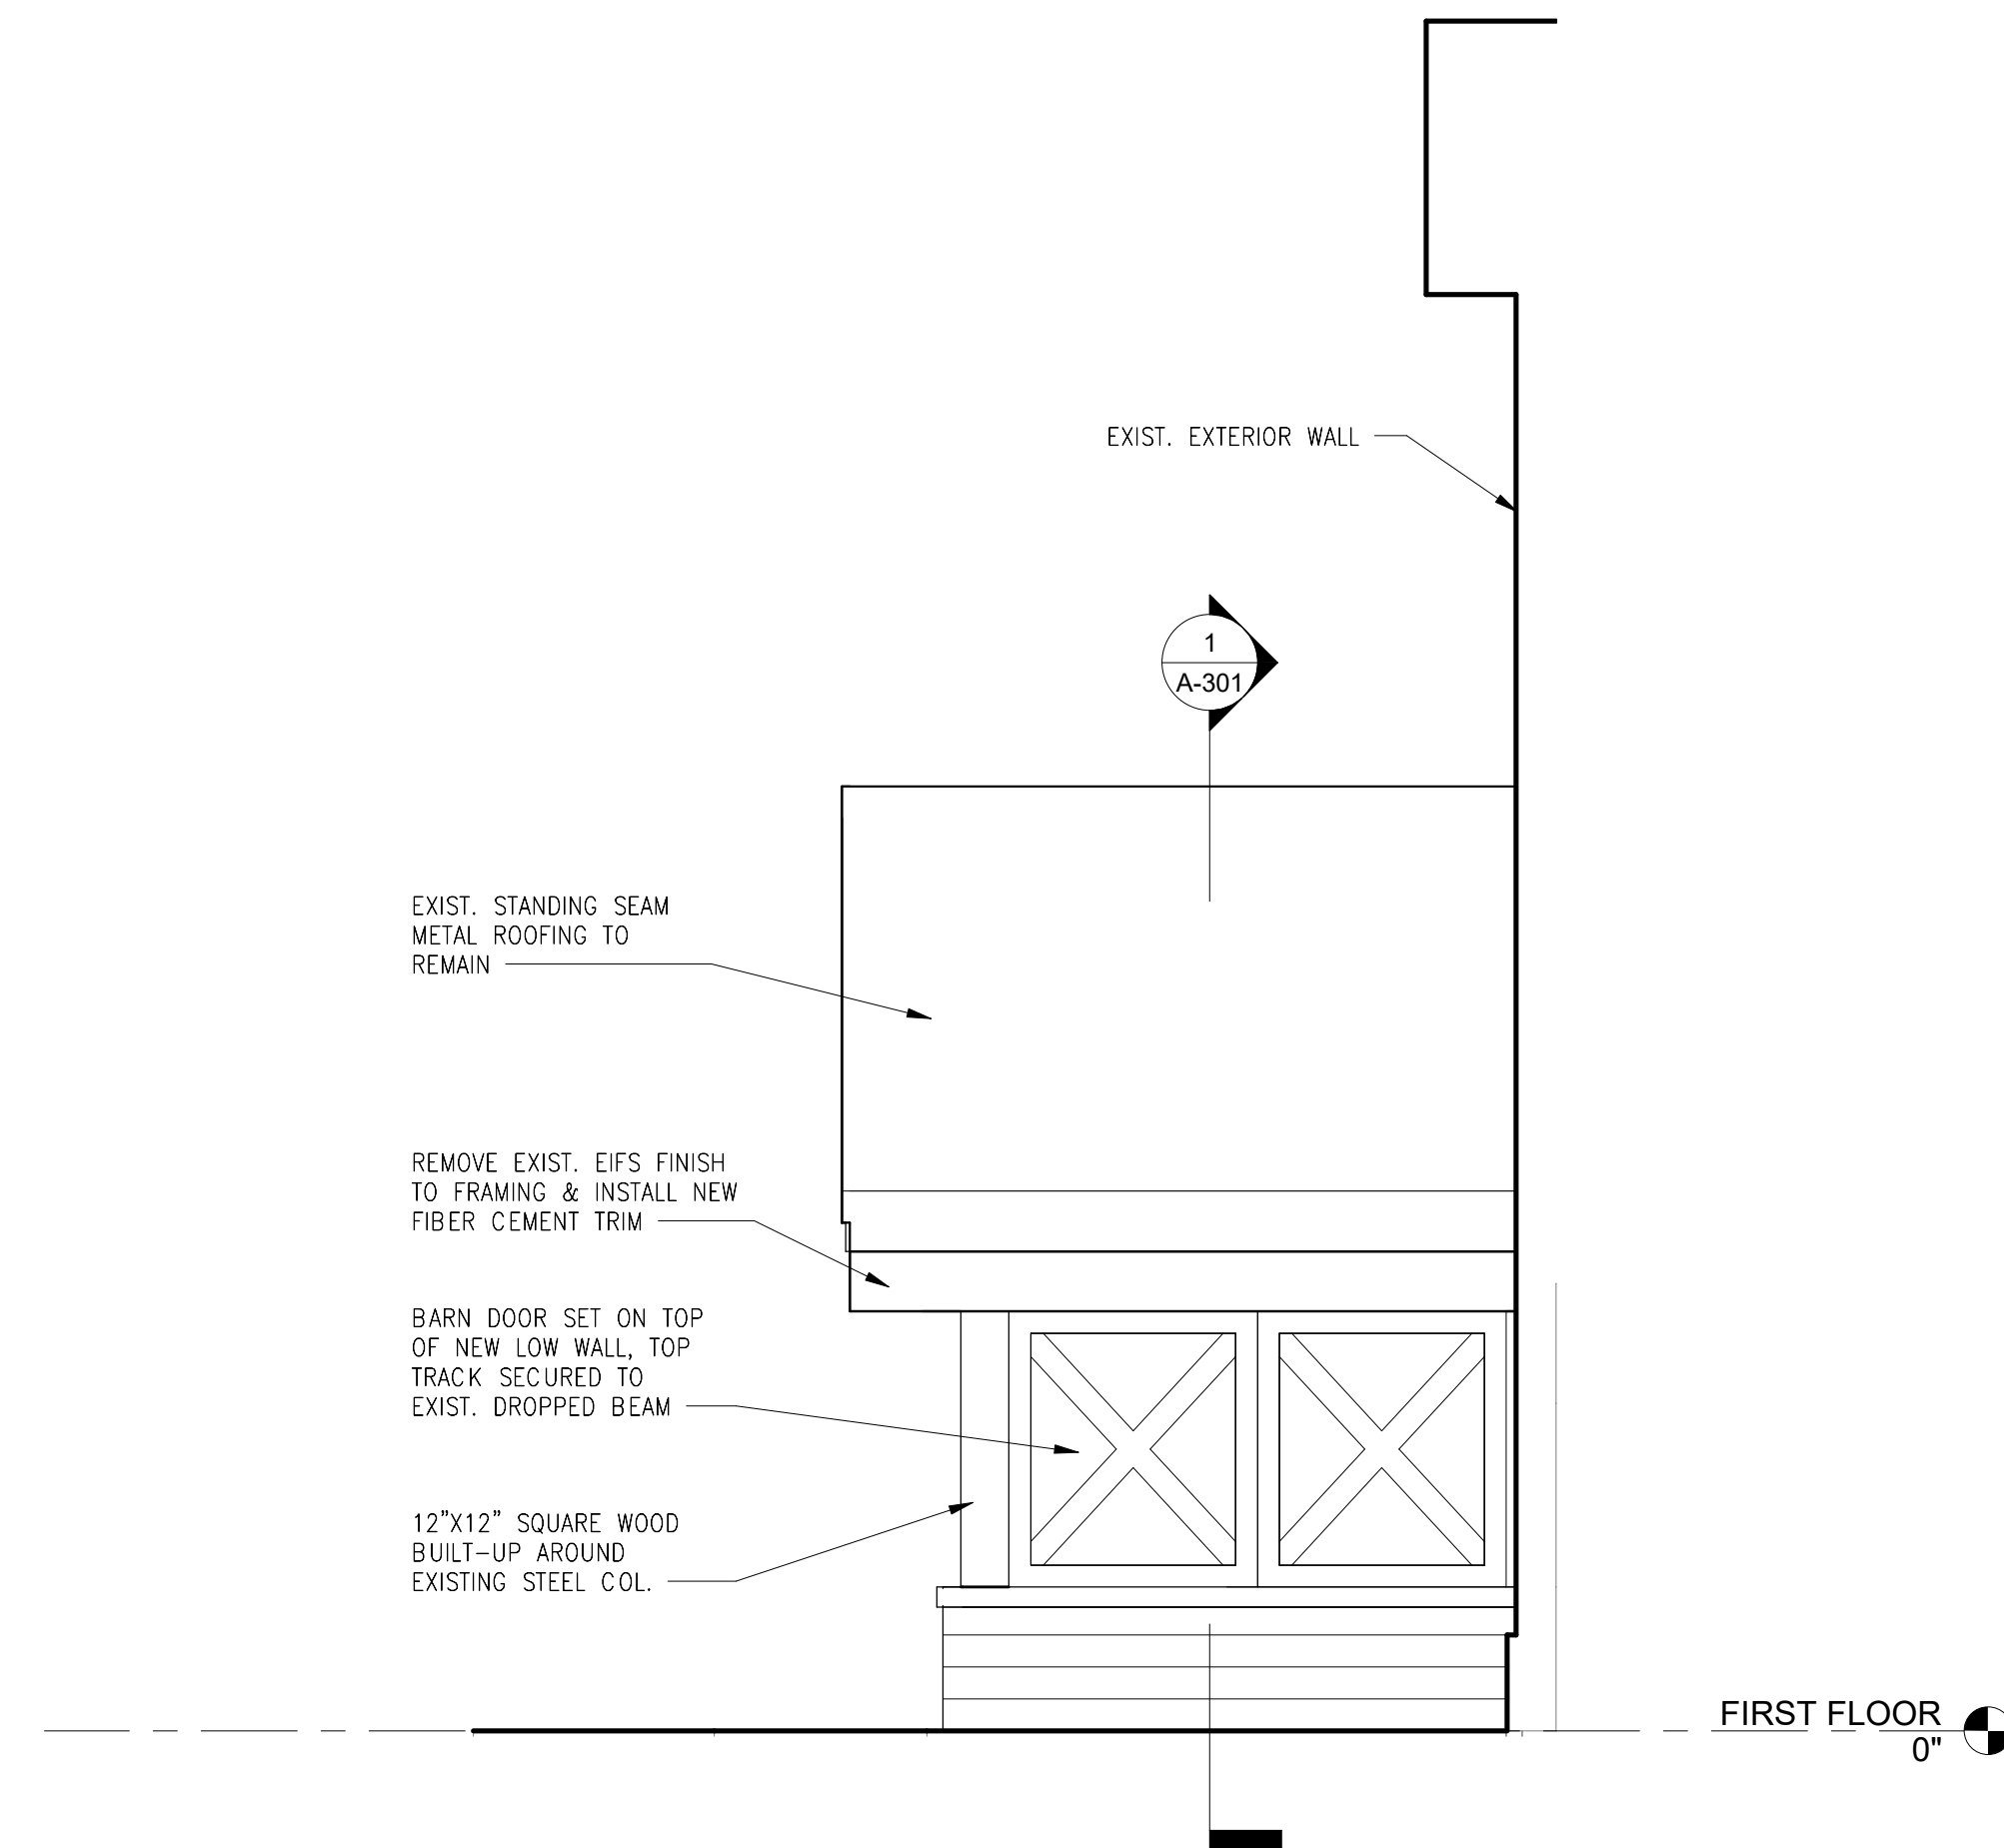 EXIST. EXTERIOR WALL
1
A-301
EXIST. STANDING SEAM
METAL ROOFING TO
REMAIN
REMOVE EXIST. EIFS FINISH
TO FRAMING & INSTALL NEW
FIBER CEMENT TRIM
BARN DOOR SET ON TOP
OF NEW LOW WALL, TOP
TRACK SECURED TO
EXIST. DROPPED BEAM
12"X12" SQUARE WOOD
BUILT-UP AROUND
EXISTING STEEL COL.
FIRST FLOOR
0"